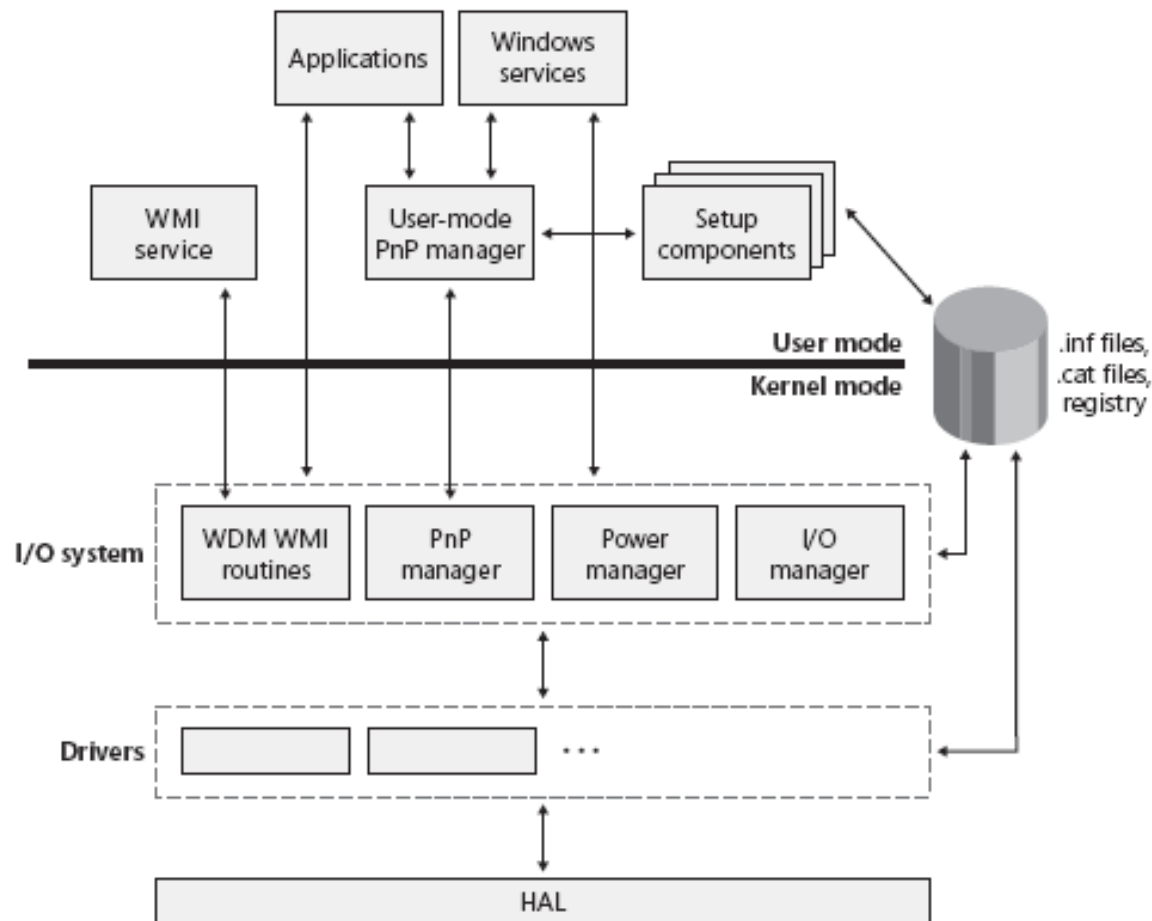 Applications
Windows
services
WMI
service
User-mode
PnP manager
Setup
components
User mode
Kernel mode
.inf files,
.cat files,
registry
I/O system
WDM WMI
routines
PnP
manager
Power
manager
I/O
manager
Drivers
...
HAL